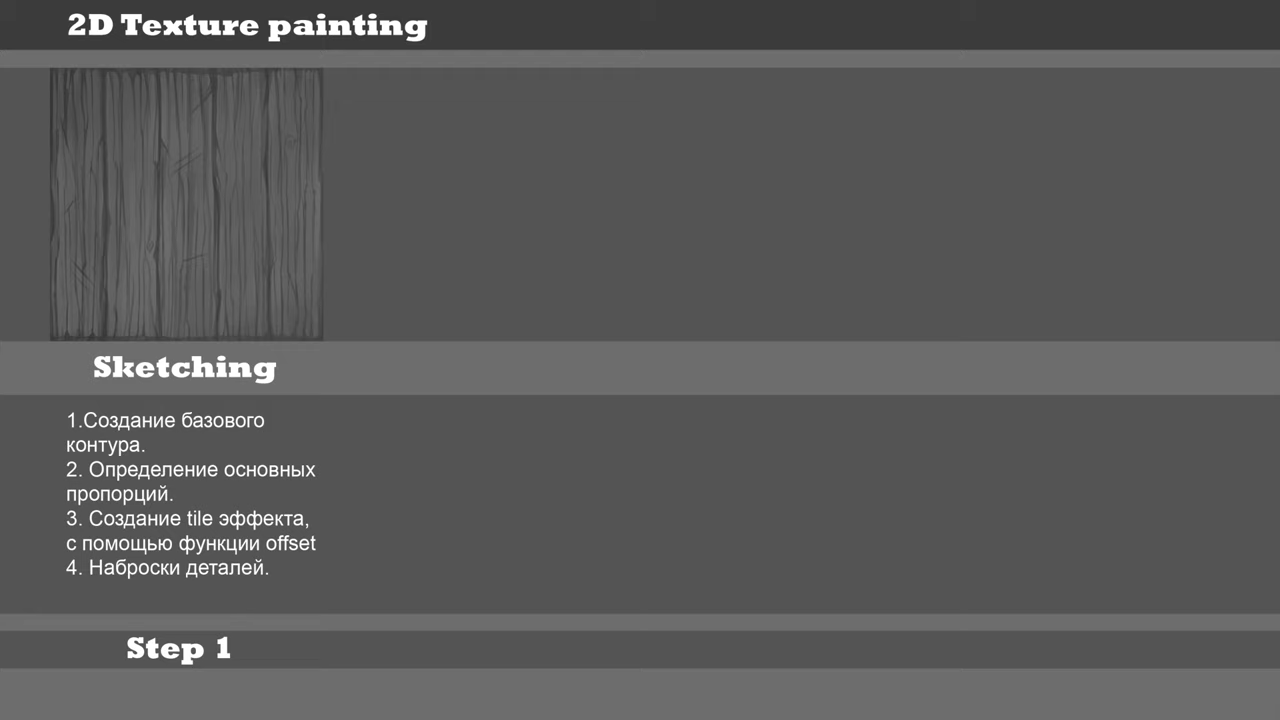 2D Texture painting
Sketching
1.Создание базового
контура.
2. Определение основных
пропорций.
3. Создание tile эффекта,
с помощью функции offset
4. Наброски деталей.
Step 1